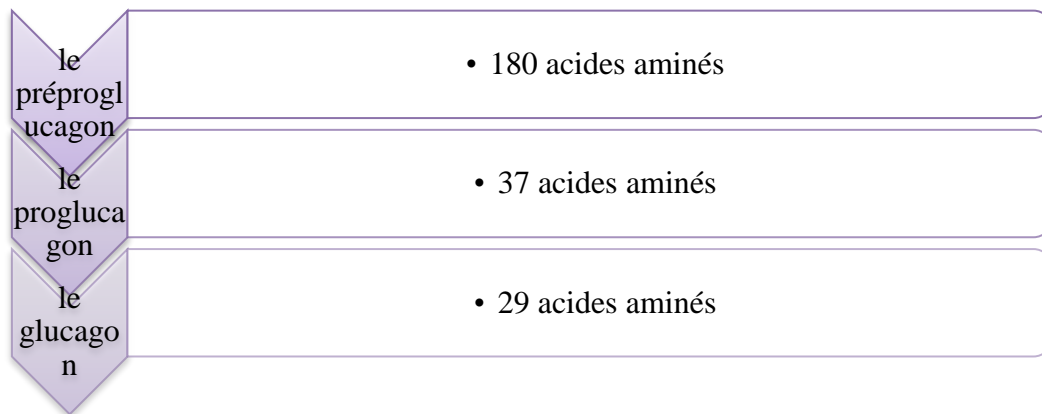 le
préprogl
ucagon
• 180 acides aminés
le
progluca
gon
• 37 acides aminés
le
glucago
n
• 29 acides aminés